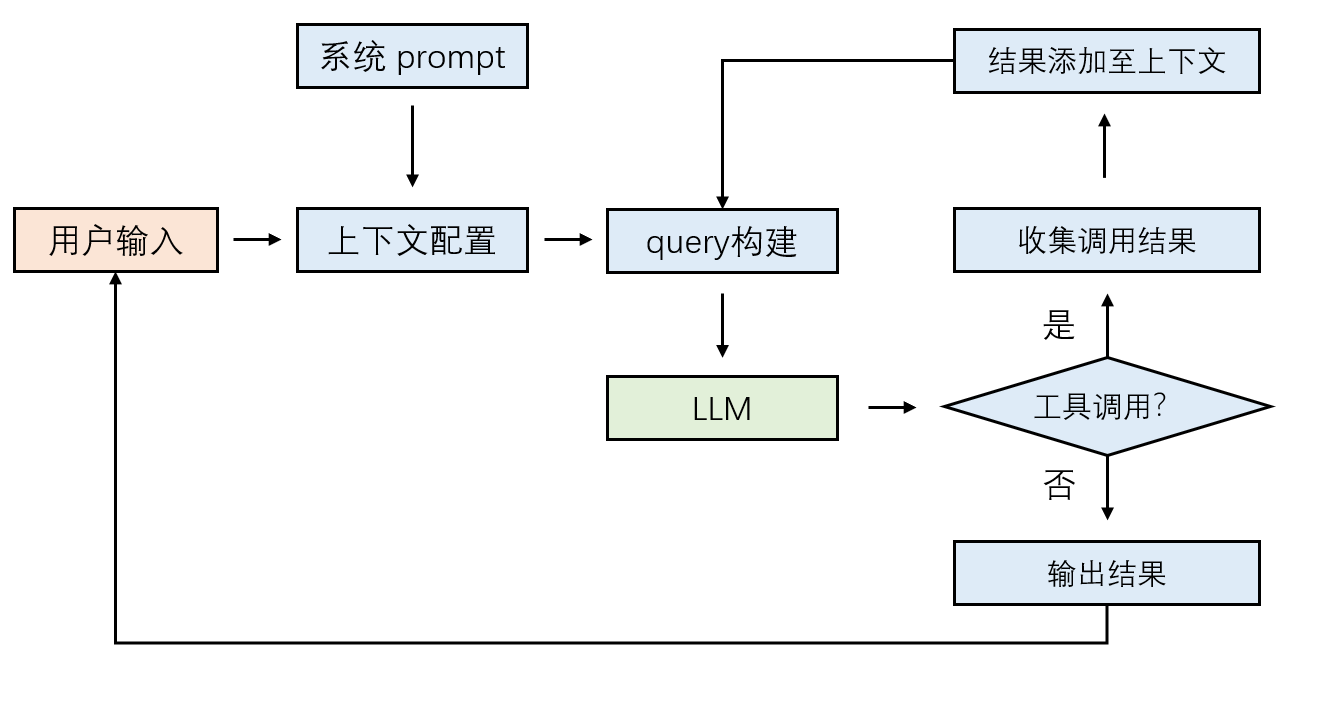 系统 prompt
结果添加至上下文
用户输入
上下文配置
query构建
收集调用结果
是
LLM
工具调用？
否
输出结果